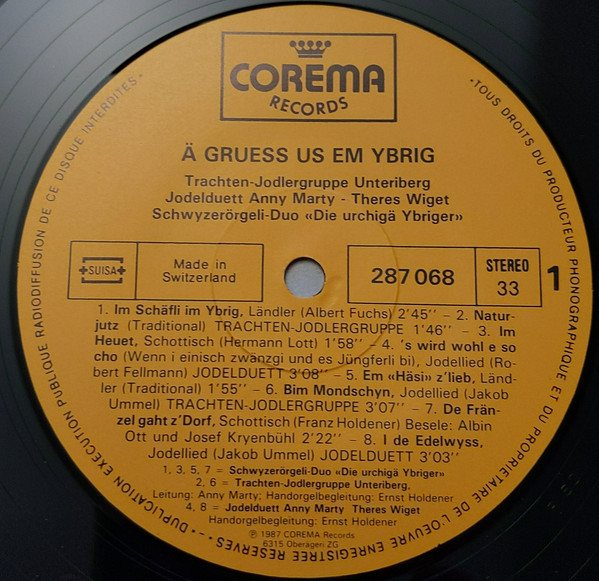 COREMA
RECORDS
Ä GRUESS US EM YBRIG
Trachten-Jodlergruppe Unteriberg
Jodelduett Anny Marty - Theres Wiget
Schwyzerörgeli-Duo «Die urchigä Ybriger»
SUISA
Made in
Switzerland
287 068
STEREO
33
1
1. Im Schäfli im Ybrig, Ländler (Albert Fuchs) 2'45'' – 2. Natur-
jutz (Traditional) TRACHTEN-JODLERGRUPPE 1'46'' – 3. Im
Heuet, Schottisch (Hermann Lott) 1'58'' – 4. 's wird wohl e so
cho (Wenn i einisch zwänzgi und es Jüngferli bi), Jodellied (Ro-
bert Fellmann) JODELDUETT 3'08'' – 5. Em «Häsi» z'lieb, Länd-
ler (Traditional) 1'55'' – 6. Bim Mondschyn, Jodellied (Jakob
Ummel) TRACHTEN-JODLERGRUPPE 3'07'' – 7. De Frän-
zel gaht z'Dorf, Schottisch (Franz Holdener) Besele: Albin
Ott und Josef Kryenbühl 2'22'' – 8. I de Edelwyss,
Jodellied (Jakob Ummel) JODELDUETT 3'03''
1, 3, 5, 7 = Schwyzerörgeli-Duo «Die urchigä Ybriger»
2, 6 = Trachten-Jodlergruppe Unteriberg,
Leitung: Anny Marty; Handorgelbegleitung: Ernst Holdener
4, 8 = Jodelduett Anny Marty Theres Wiget
Handorgelbegleitung: Ernst Holdener
℗ 1987 COREMA Records
6315 Oberägeri ZG
·TOUS DROITS DU PRODUCTEUR PHONOGRAPHIQUE ET DU PROPRIETAIRE DE L'OEUVRE ENREGISTREE RESERVES – DUPLICATION EXECUTION PUBLIQUE RADIODIFFUSION DE CE DISQUE INTERDITES·